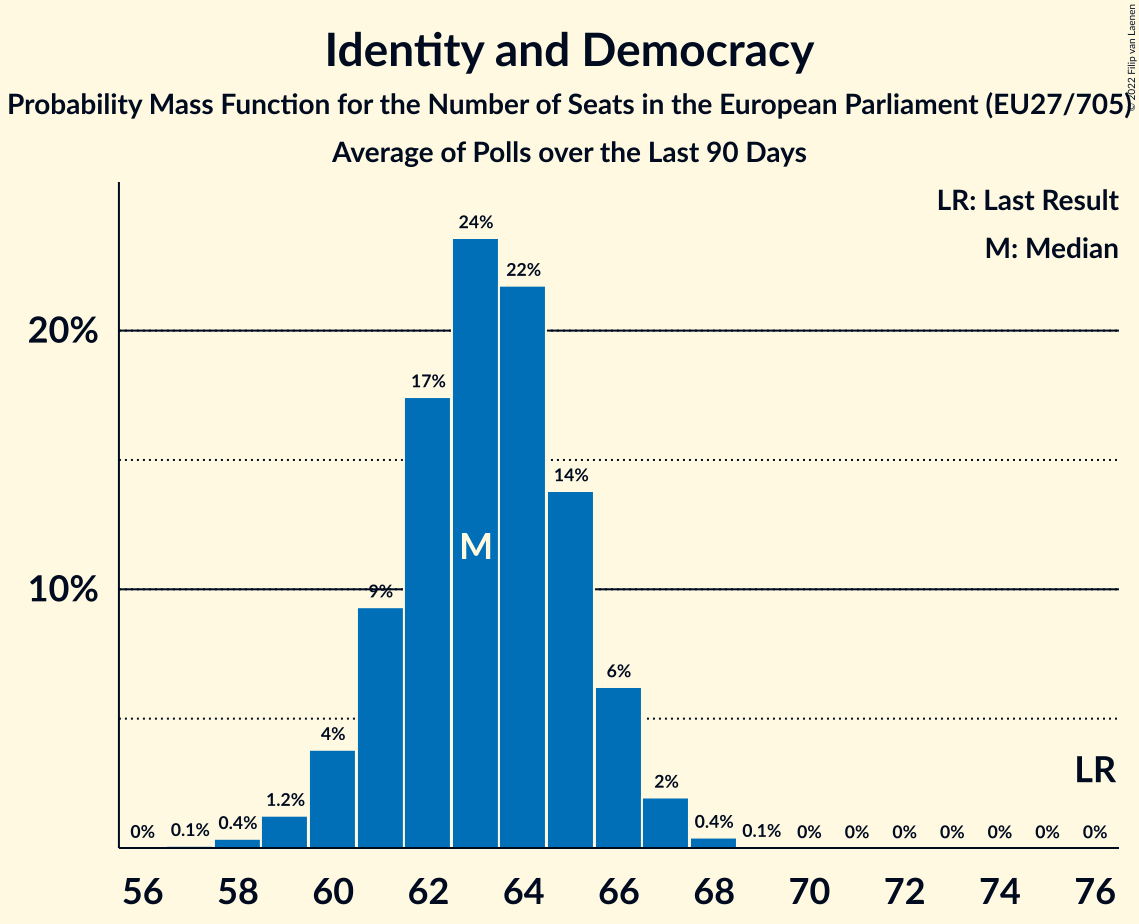 Identity and Democracy
Probability Mass Function for the Number of Seats in the European Parliament (EU27/705)
Average of Polls over the Last 90 Days
© 2022 Filip van Laenen
LR: Last Result
M: Median
24%
22%
20%
17%
14%
M
10%
9%
6%
4%
LR
2%
1.2%
0% 0.1% 0.4% 0.4% 0.1% 0% 0% 0% 0% 0% 0% 0%
56 58 60 62 64 66 68 70 72 74 76